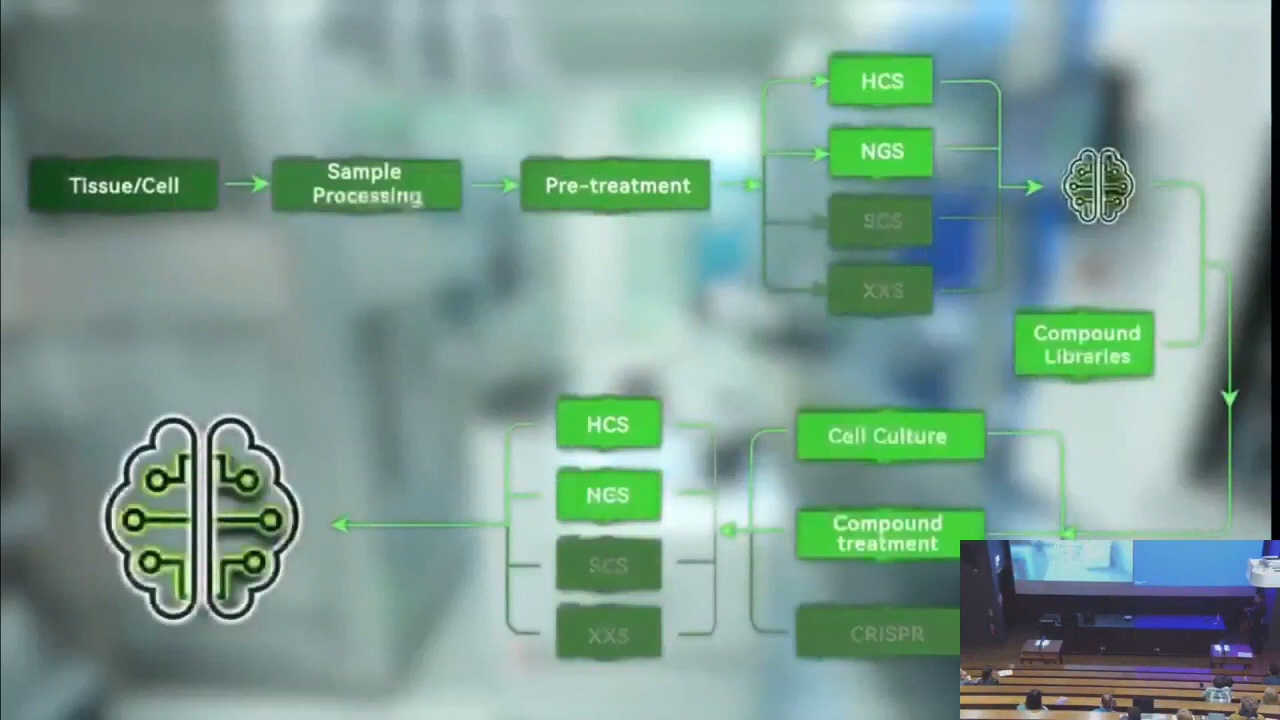 HCS
Tissue/Cell
Sample
Processing
Pre-treatment
NGS
SCS
XXS
Compound
Libraries
HCS
NGS
SCS
XXS
Cell Culture
Compound
treatment
CRISPR